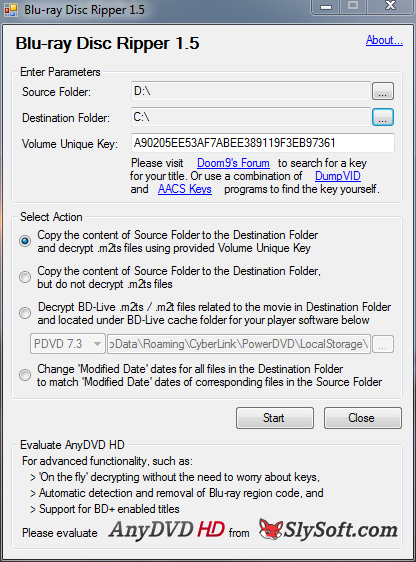 Blu-ray Disc Ripper 1.5
Blu-ray Disc Ripper 1.5
About...
Enter Parameters
Source Folder: D:\ ...
Destination Folder: C:\ ...
Volume Unique Key: A90205EE53AF7ABEE389119F3EB97361
Please visit Doom9's Forum to search for a key
for your title. Or use a combination of DumpVID
and AACS Keys programs to find the key yourself.
Select Action
Copy the content of Source Folder to the Destination Folder
and decrypt .m2ts files using provided Volume Unique Key
Copy the content of Source Folder to the Destination Folder,
but do not decrypt .m2ts files
Decrypt BD-Live .m2ts / .m2t files related to the movie in Destination Folder
and located under BD-Live cache folder for your player software below
PDVD 7.3 pData\Roaming\CyberLink\PowerDVD\LocalStorage\ ...
Change 'Modified Date' dates for all files in the Destination Folder
to match 'Modified Date' dates of corresponding files in the Source Folder
Start Close
Evaluate AnyDVD HD
For advanced functionality, such as:
> 'On the fly' decrypting without the need to worry about keys,
> Automatic detection and removal of Blu-ray region code, and
> Support for BD+ enabled titles
Please evaluate AnyDVD HD from SlySoft.com